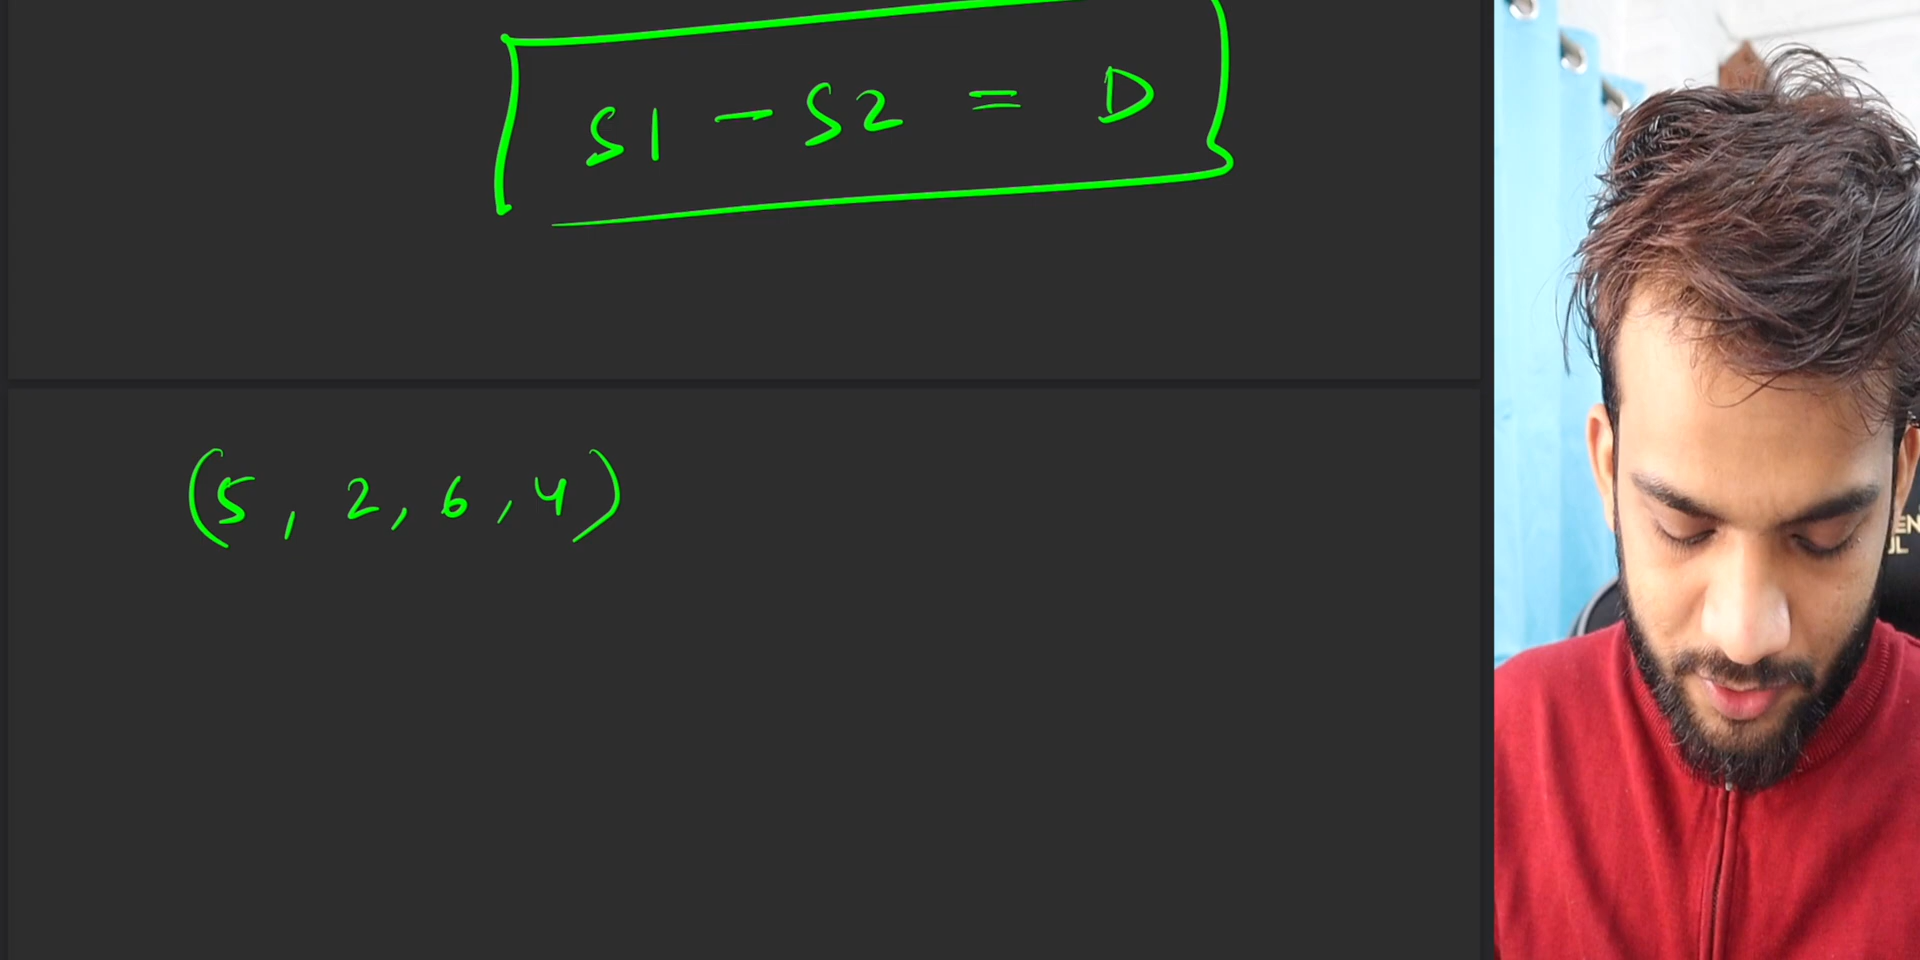 S1 - S2 = D
(5, 2, 6, 4)